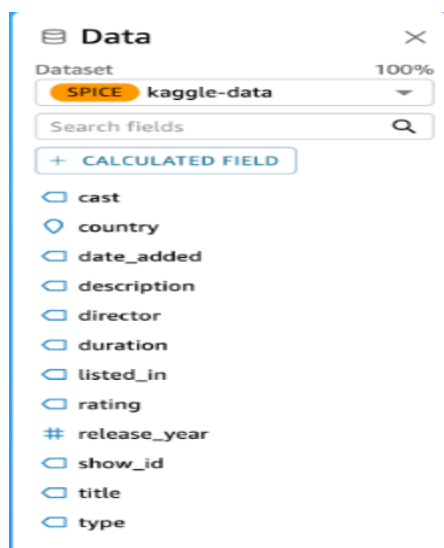 Data
Dataset 100%
SPICE kaggle-data
Search fields
+ CALCULATED FIELD
cast
country
date_added
description
director
duration
listed_in
rating
# release_year
show_id
title
type